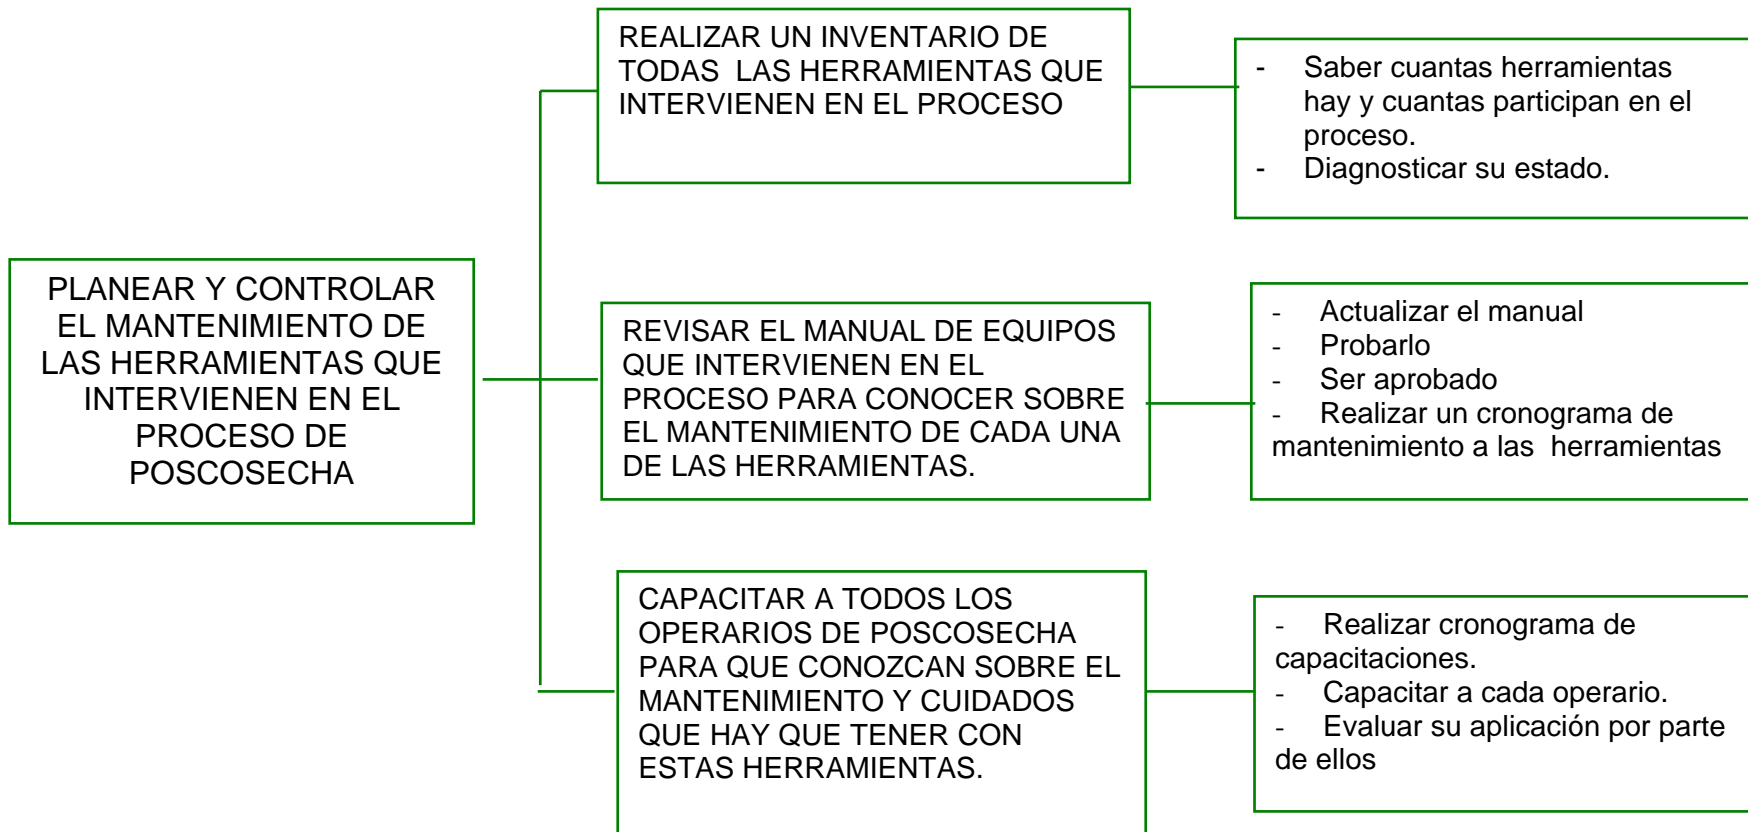 REALIZAR UN INVENTARIO DE
TODAS  LAS HERRAMIENTAS QUE
INTERVIENEN EN EL PROCESO
-    Saber cuantas herramientas
hay y cuantas participan en el
proceso.
-    Diagnosticar su estado.
PLANEAR Y CONTROLAR
EL MANTENIMIENTO DE
LAS HERRAMIENTAS QUE
INTERVIENEN EN EL
PROCESO DE
POSCOSECHA
REVISAR EL MANUAL DE EQUIPOS
QUE INTERVIENEN EN EL
PROCESO PARA CONOCER SOBRE
EL MANTENIMIENTO DE CADA UNA
DE LAS HERRAMIENTAS.
-    Actualizar el manual
-    Probarlo
-    Ser aprobado
-    Realizar un cronograma de
mantenimiento a las  herramientas
CAPACITAR A TODOS LOS
OPERARIOS DE POSCOSECHA
PARA QUE CONOZCAN SOBRE EL
MANTENIMIENTO Y CUIDADOS
QUE HAY QUE TENER CON
ESTAS HERRAMIENTAS.
-    Realizar cronograma de
capacitaciones.
-    Capacitar a cada operario.
-    Evaluar su aplicación por parte
de ellos